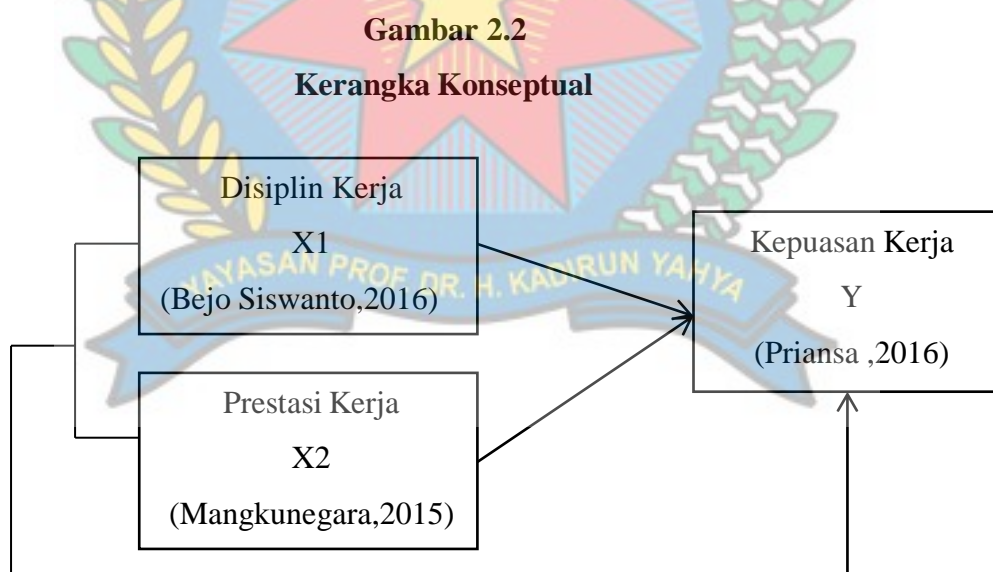 Gambar 2.2
Kerangka Konseptual
Disiplin Kerja
X1
(Bejo Siswanto,2016)
Kepuasan Kerja
Y
(Priansa ,2016)
Prestasi Kerja
X2
(Mangkunegara,2015)
YAYASAN PROF. DR. H. KADIRUN YAHYA